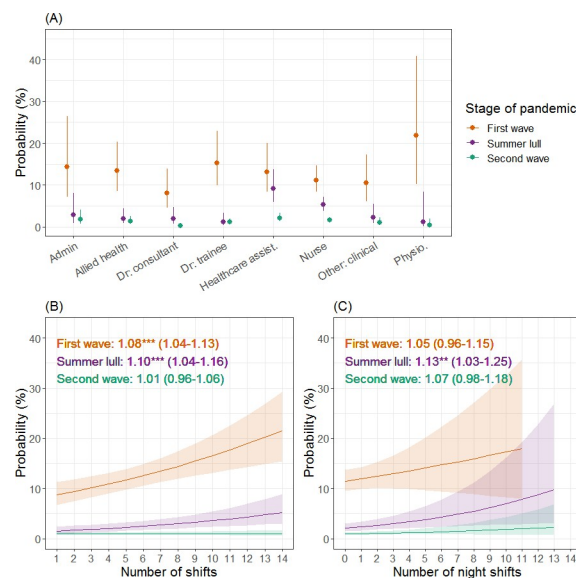 (A)
Probability (%)
40
30
20
10
0
Admin
Allied health
Dr: consultant
Dr: trainee
Healthcare assist.
Nurse
Other: clinical
Physio.
Stage of pandemic
First wave
Summer lull
Second wave
(B)
Probability (%)
40
30
20
10
0
First wave: 1.08*** (1.04-1.13)
Summer lull: 1.10*** (1.04-1.16)
Second wave: 1.01 (0.96-1.06)
1 2 3 4 5 6 7 8 9 10 11 12 13 14
Number of shifts
(C)
Probability (%)
40
30
20
10
0
First wave: 1.05 (0.96-1.15)
Summer lull: 1.13** (1.03-1.25)
Second wave: 1.07 (0.98-1.18)
0 1 2 3 4 5 6 7 8 9 10 11 12 13 14
Number of night shifts